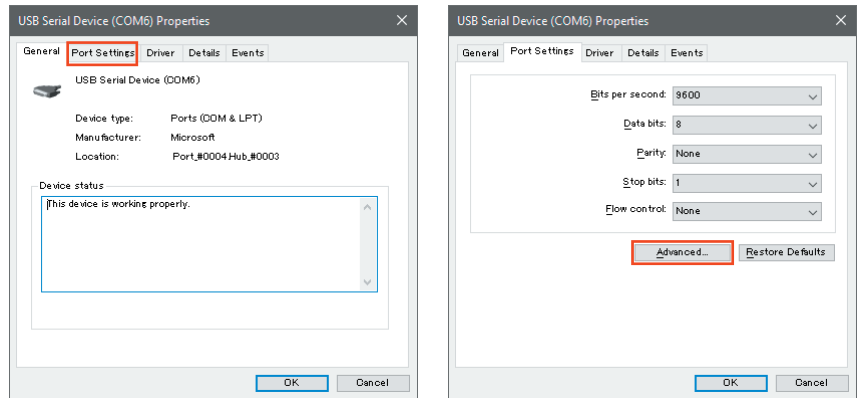 USB Serial Device (COM6) Properties
General Port Settings Driver Details Events
USB Serial Device (COM6)
Device type: Ports (COM & LPT)
Manufacturer: Microsoft
Location: Port_#0004.Hub_#0003
Device status
This device is working properly.
OK Cancel
USB Serial Device (COM6) Properties
General Port Settings Driver Details Events
Bits per second: 9600
Data bits: 8
Parity: None
Stop bits: 1
Flow control: None
Advanced... Restore Defaults
OK Cancel